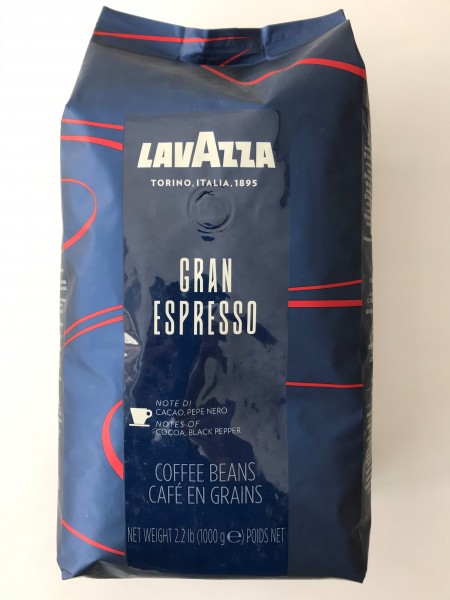 LAVAZZA
TORINO, ITALIA, 1895
GRAN
ESPRESSO
NOTE DI
CACAO, PEPE NERO
NOTES OF
COCOA, BLACK PEPPER
COFFEE BEANS
CAFÉ EN GRAINS
NET WEIGHT 2.2 lb (1000 g ℮) POIDS NET